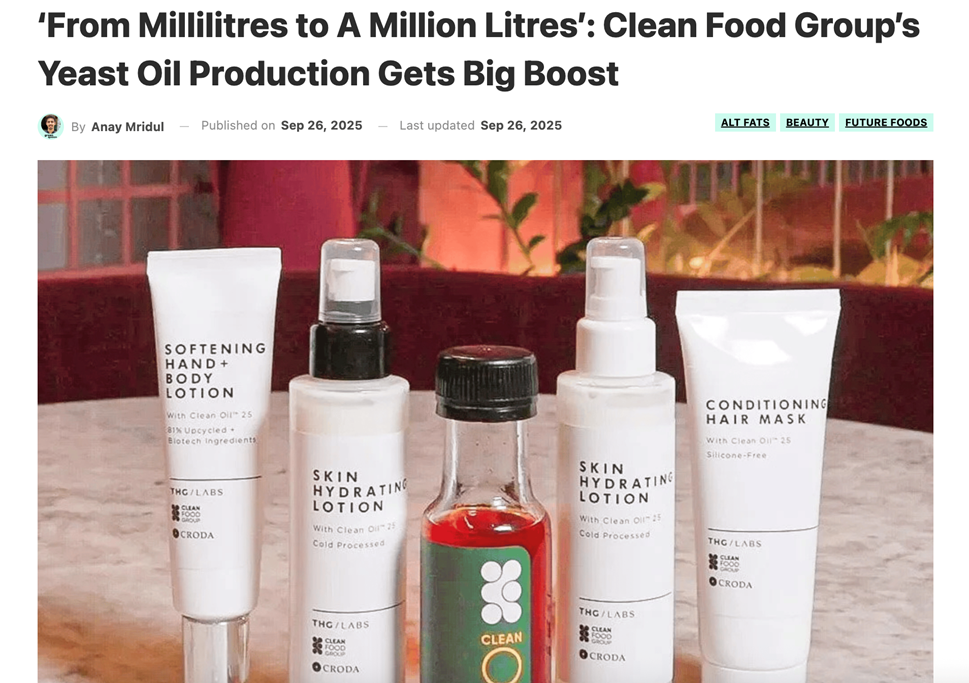 ‘From Millilitres to A Million Litres’: Clean Food Group’s
Yeast Oil Production Gets Big Boost
By Anay Mridul — Published on Sep 26, 2025 — Last updated Sep 26, 2025
ALT FATS BEAUTY FUTURE FOODS
SOFTENING
HAND+
BODY
LOTION
With Clean Oil™ 25
81% Upcycled +
Biotech Ingredients
THG/LABS
CLEAN
FOOD
GROUP
CRODA
SKIN
HYDRATING
LOTION
With Clean Oil™ 25
Cold Processed
THG/LABS
CLEAN
FOOD
GROUP
CRODA
CLEAN
SKIN
HYDRATING
LOTION
With Clean Oil™ 25
Cold Processed
THG/LABS
CLEAN
FOOD
GROUP
CRODA
CONDITIONING
HAIR MASK
With Clean Oil™ 25
Silicone-Free
THG/LABS
CLEAN
FOOD
GROUP
CRODA